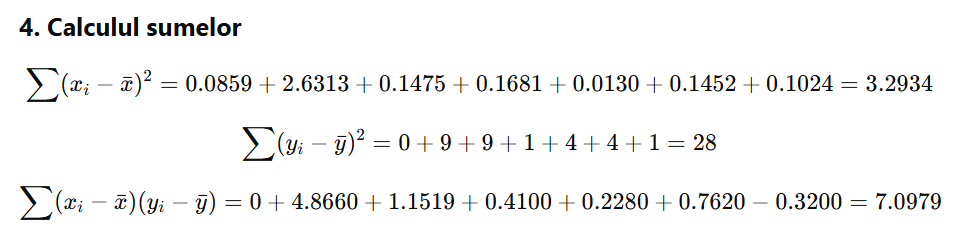 4. Calculul sumelor
∑(xᵢ − x̄)² = 0.0859 + 2.6313 + 0.1475 + 0.1681 + 0.0130 + 0.1452 + 0.1024 = 3.2934
∑(yᵢ − ȳ)² = 0 + 9 + 9 + 1 + 4 + 4 + 1 = 28
∑(xᵢ − x̄)(yᵢ − ȳ) = 0 + 4.8660 + 1.1519 + 0.4100 + 0.2280 + 0.7620 − 0.3200 = 7.0979